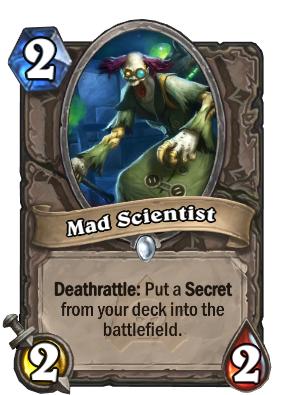 2
Mad Scientist
Deathrattle: Put a Secret
from your deck into the
battlefield.
2
2